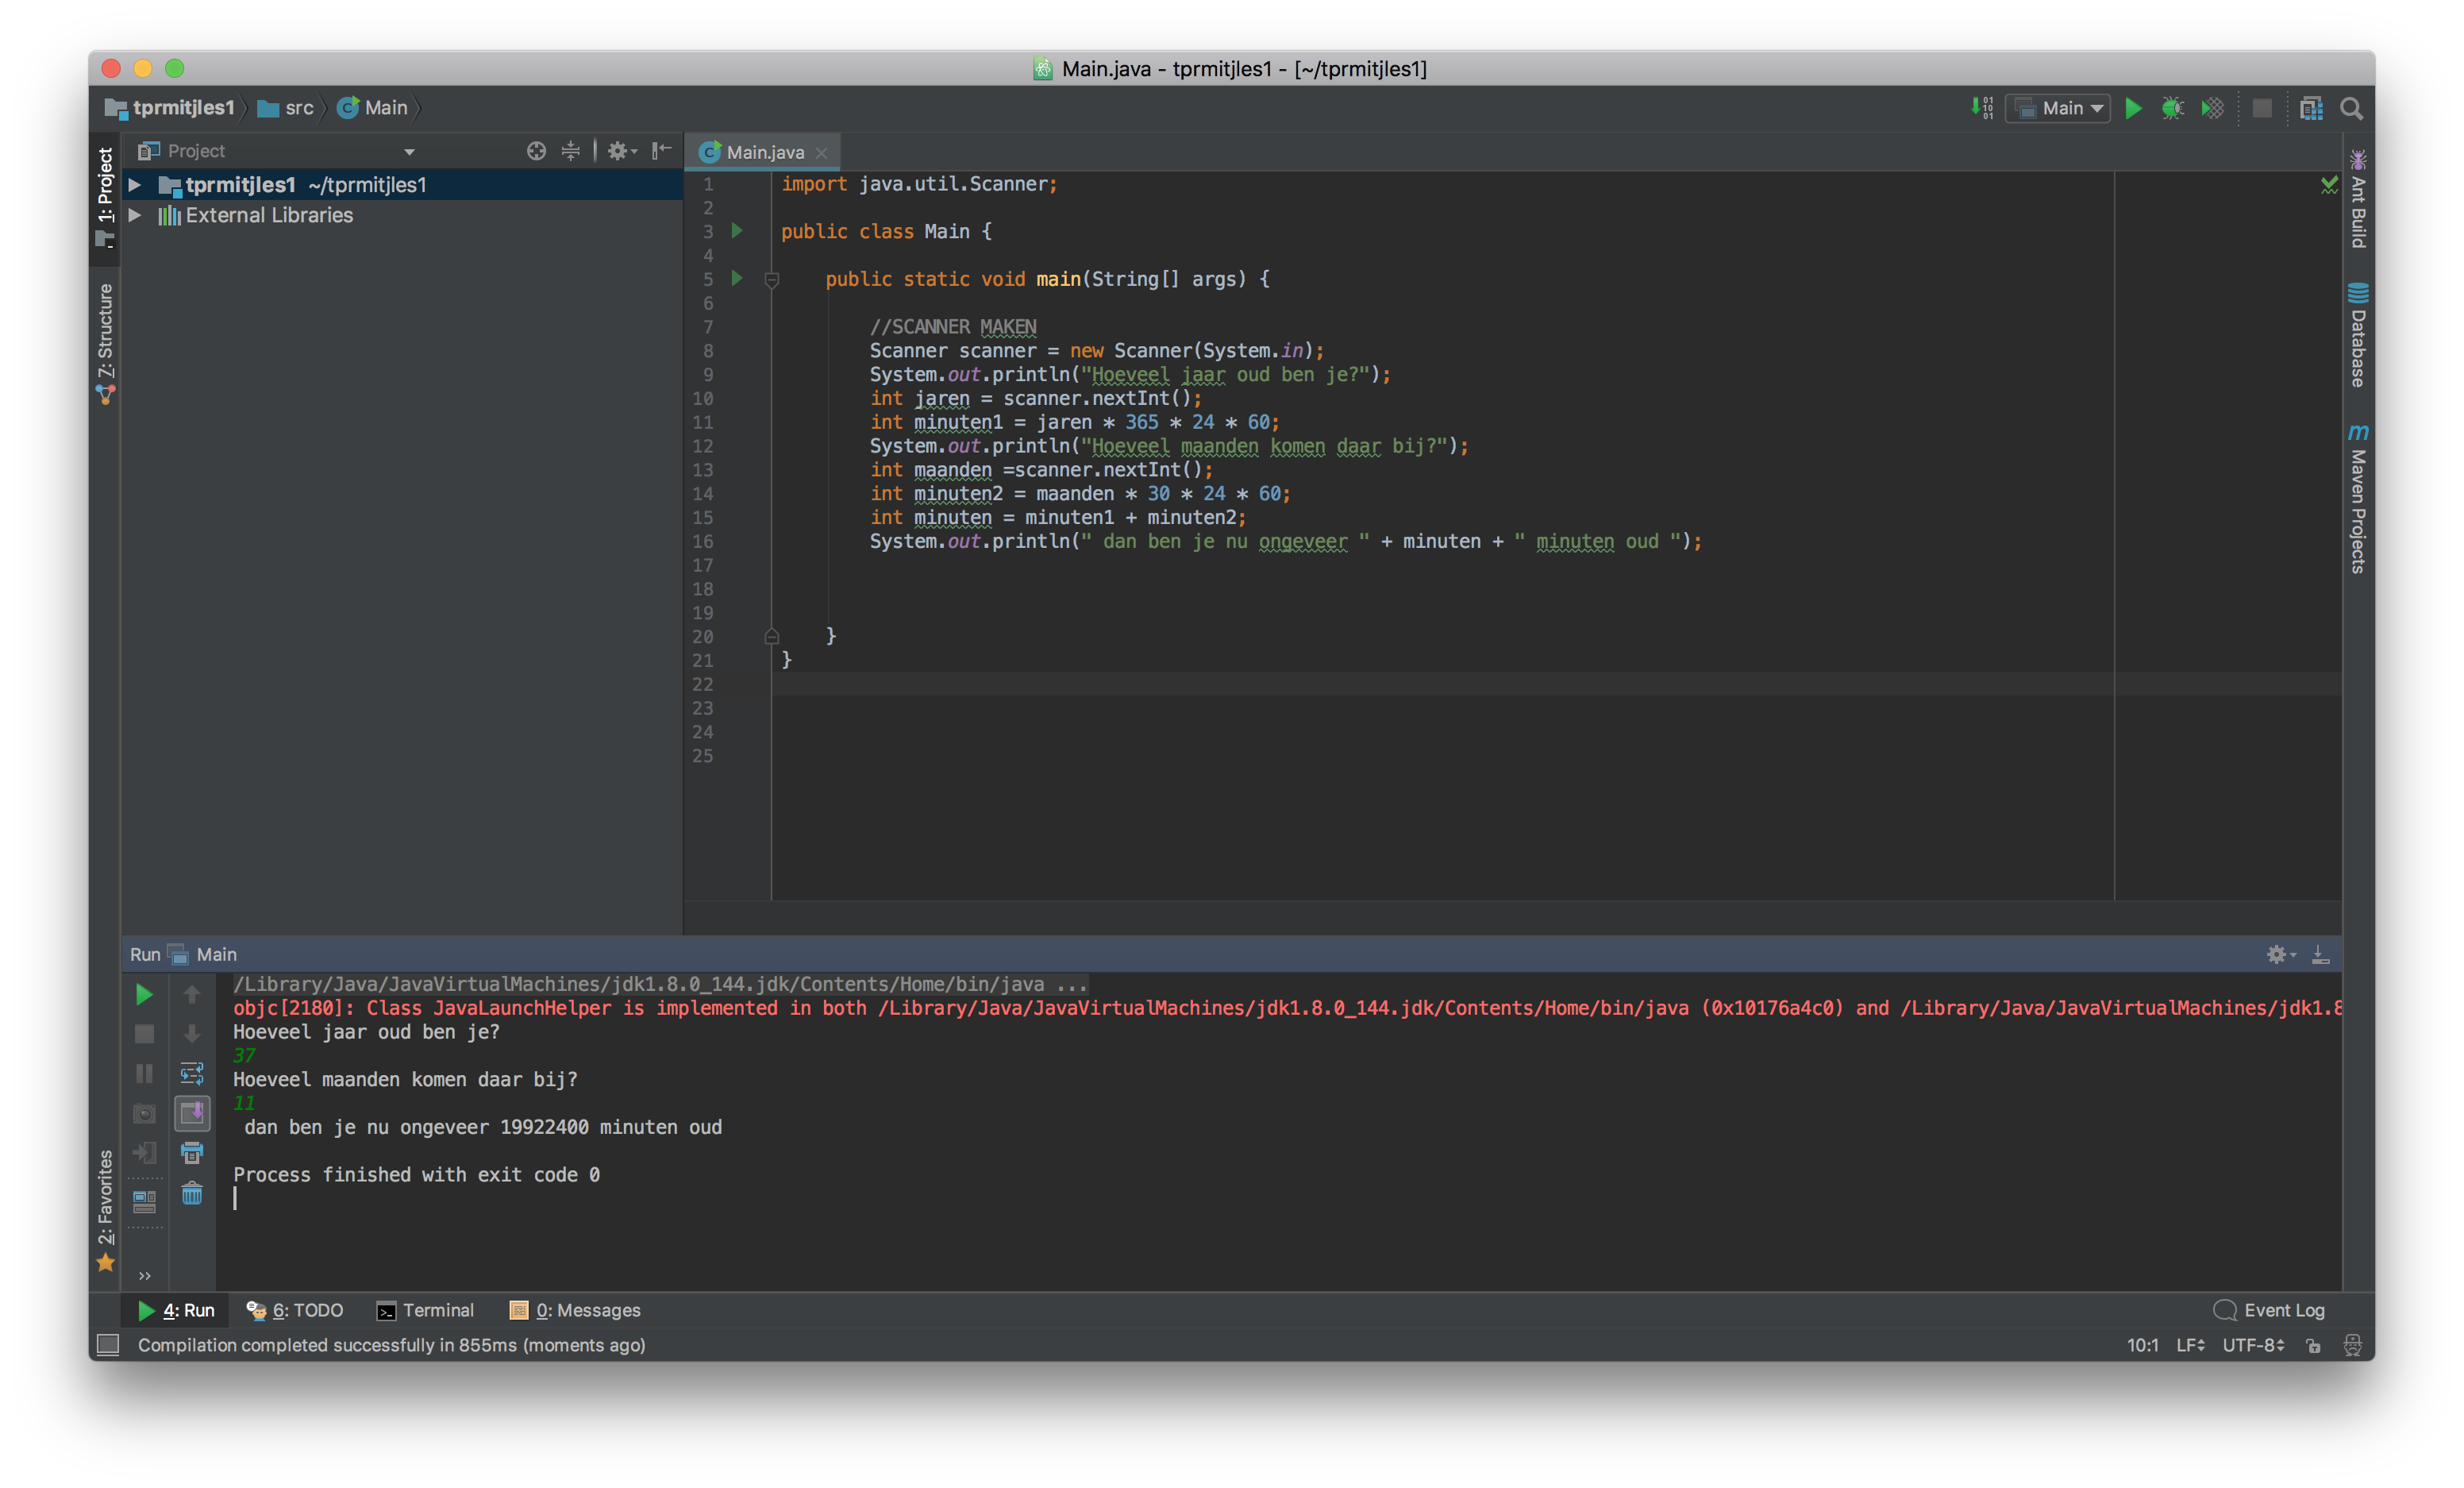 Main.java - tprmitjles1 - [~/tprmitjles1]
tprmitjles1 src Main
Main
1: Project
7: Structure
2: Favorites
Project
tprmitjles1 ~/tprmitjles1
External Libraries
Main.java
1 import java.util.Scanner;
2
3 public class Main {
4
5 public static void main(String[] args) {
6
7 //SCANNER MAKEN
8 Scanner scanner = new Scanner(System.in);
9 System.out.println("Hoeveel jaar oud ben je?");
10 int jaren = scanner.nextInt();
11 int minuten1 = jaren * 365 * 24 * 60;
12 System.out.println("Hoeveel maanden komen daar bij?");
13 int maanden =scanner.nextInt();
14 int minuten2 = maanden * 30 * 24 * 60;
15 int minuten = minuten1 + minuten2;
16 System.out.println(" dan ben je nu ongeveer " + minuten + " minuten oud ");
17
18
19
20 }
21 }
22
23
24
25
Ant Build
Database
Maven Projects
Run Main
/Library/Java/JavaVirtualMachines/jdk1.8.0_144.jdk/Contents/Home/bin/java ...
objc[2180]: Class JavaLaunchHelper is implemented in both /Library/Java/JavaVirtualMachines/jdk1.8.0_144.jdk/Contents/Home/bin/java (0x10176a4c0) and /Library/Java/JavaVirtualMachines/jdk1.8
Hoeveel jaar oud ben je?
37
Hoeveel maanden komen daar bij?
11
dan ben je nu ongeveer 19922400 minuten oud
Process finished with exit code 0
4: Run 6: TODO Terminal 0: Messages Event Log
Compilation completed successfully in 855ms (moments ago) 10:1 LF UTF-8